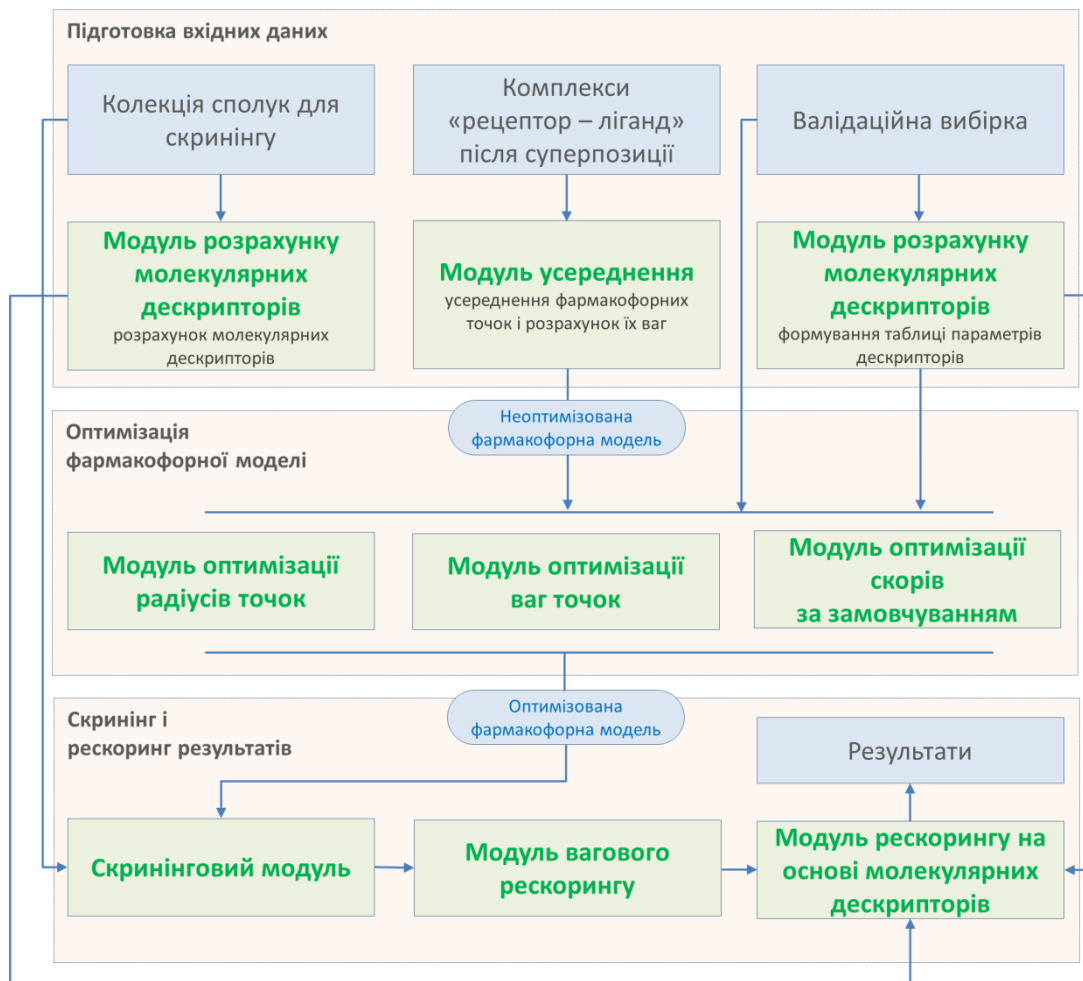 Підготовка вхідних даних
Колекція сполук для
скринінгу
Комплекси
«рецептор – ліганд»
після суперпозиції
Валідаційна вибірка
Модуль розрахунку
молекулярних
дескрипторів
розрахунок молекулярних
дескрипторів
Модуль усереднення
усереднення фармакофорних
точок і розрахунок їх ваг
Модуль розрахунку
молекулярних
дескрипторів
формування таблиці параметрів
дескрипторів
Неоптимізована
фармакофорна модель
Оптимізація
фармакофорної моделі
Модуль оптимізації
радіусів точок
Модуль оптимізації
ваг точок
Модуль оптимізації
скорів
за замовчуванням
Оптимізована
фармакофорна модель
Скринінг і
рескоринг результатів
Результати
Скринінговий модуль
Модуль вагового
рескорингу
Модуль рескорингу на
основі молекулярних
дескрипторів